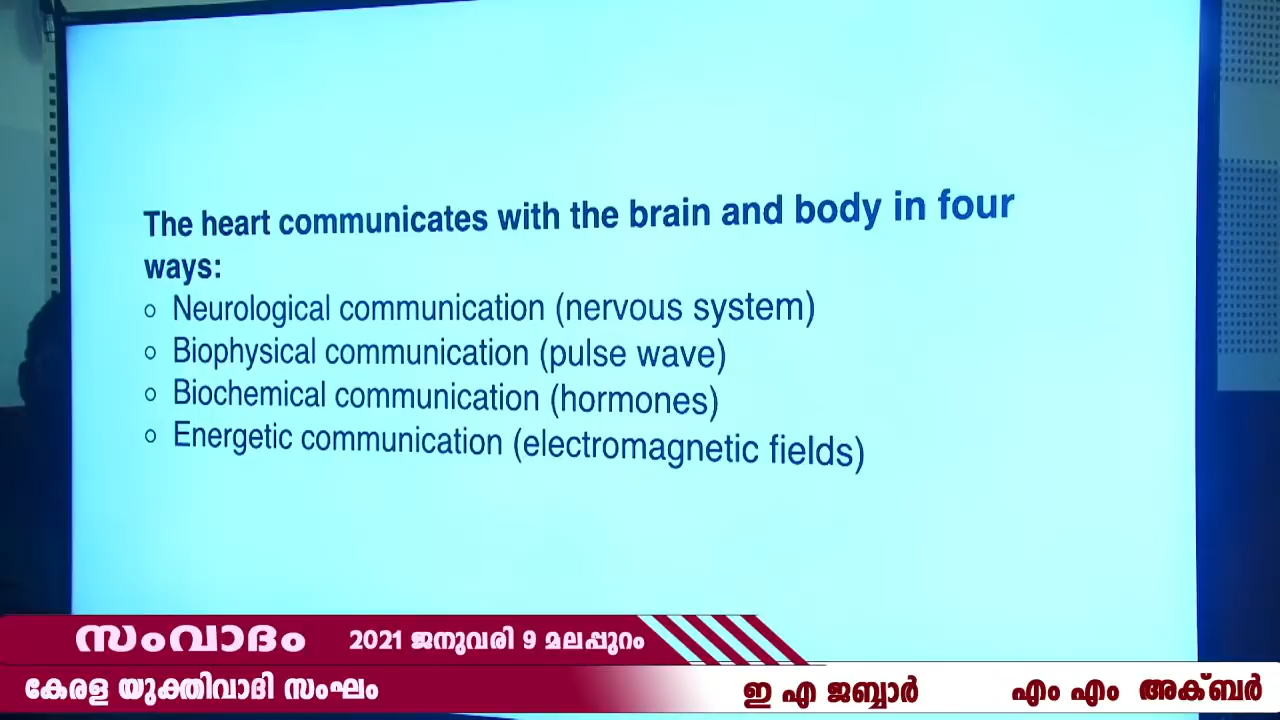 The heart communicates with the brain and body in four
ways:
o Neurological communication (nervous system)
o Biophysical communication (pulse wave)
o Biochemical communication (hormones)
o Energetic communication (electromagnetic fields)
സംവാദം 2021 ജനുവരി 9 മലപ്പുറം
കേരള യുക്തിവാദി സംഘം
ഇ എ ജബ്ബാർ എം എം അക്ബർ